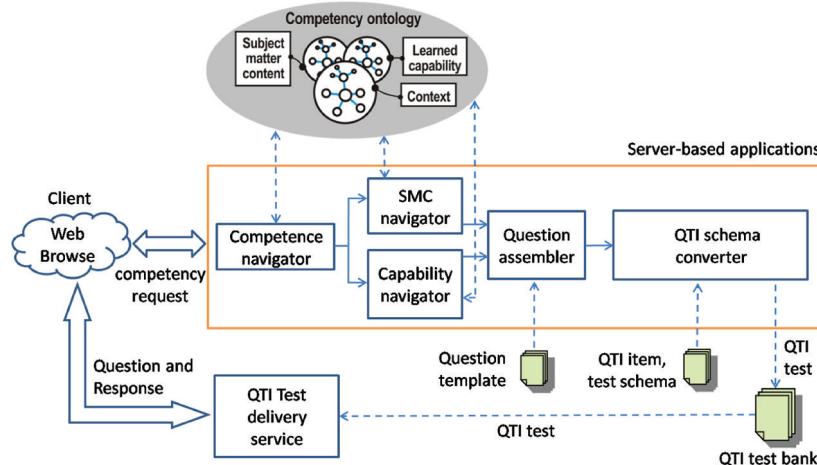 Competency ontology
Subject
matter
content
Learned
capability
Context
Server-based applications
Client
Web
Browse
competency
request
Competence
navigator
SMC
navigator
Capability
navigator
Question
assembler
QTI schema
converter
Question
template
QTI item,
test schema
QTI
test
Question and
Response
QTI Test
delivery
service
QTI test
QTI test bank